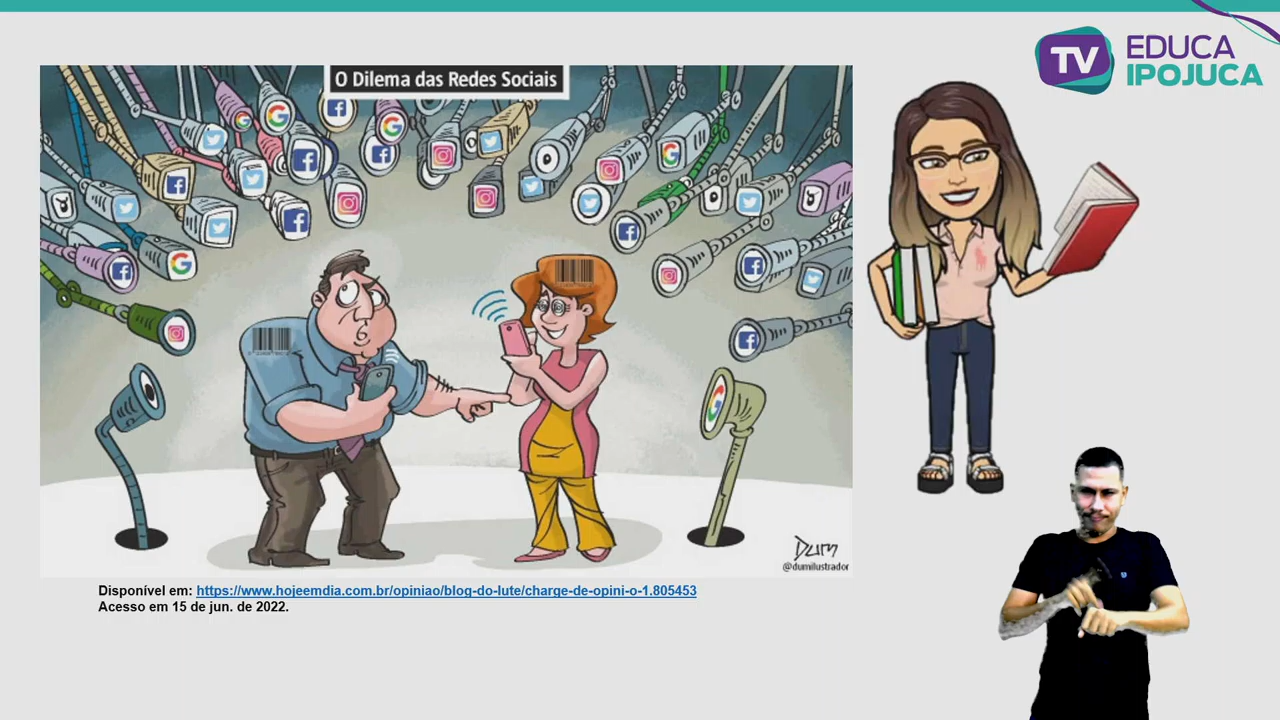 O Dilema das Redes Sociais
TV EDUCA
IPOJUCA
DUM
@dumilustrador
Disponível em: https://www.hojeemdia.com.br/opiniao/blog-do-lute/charge-de-opini-o-1.805453
Acesso em 15 de jun. de 2022.